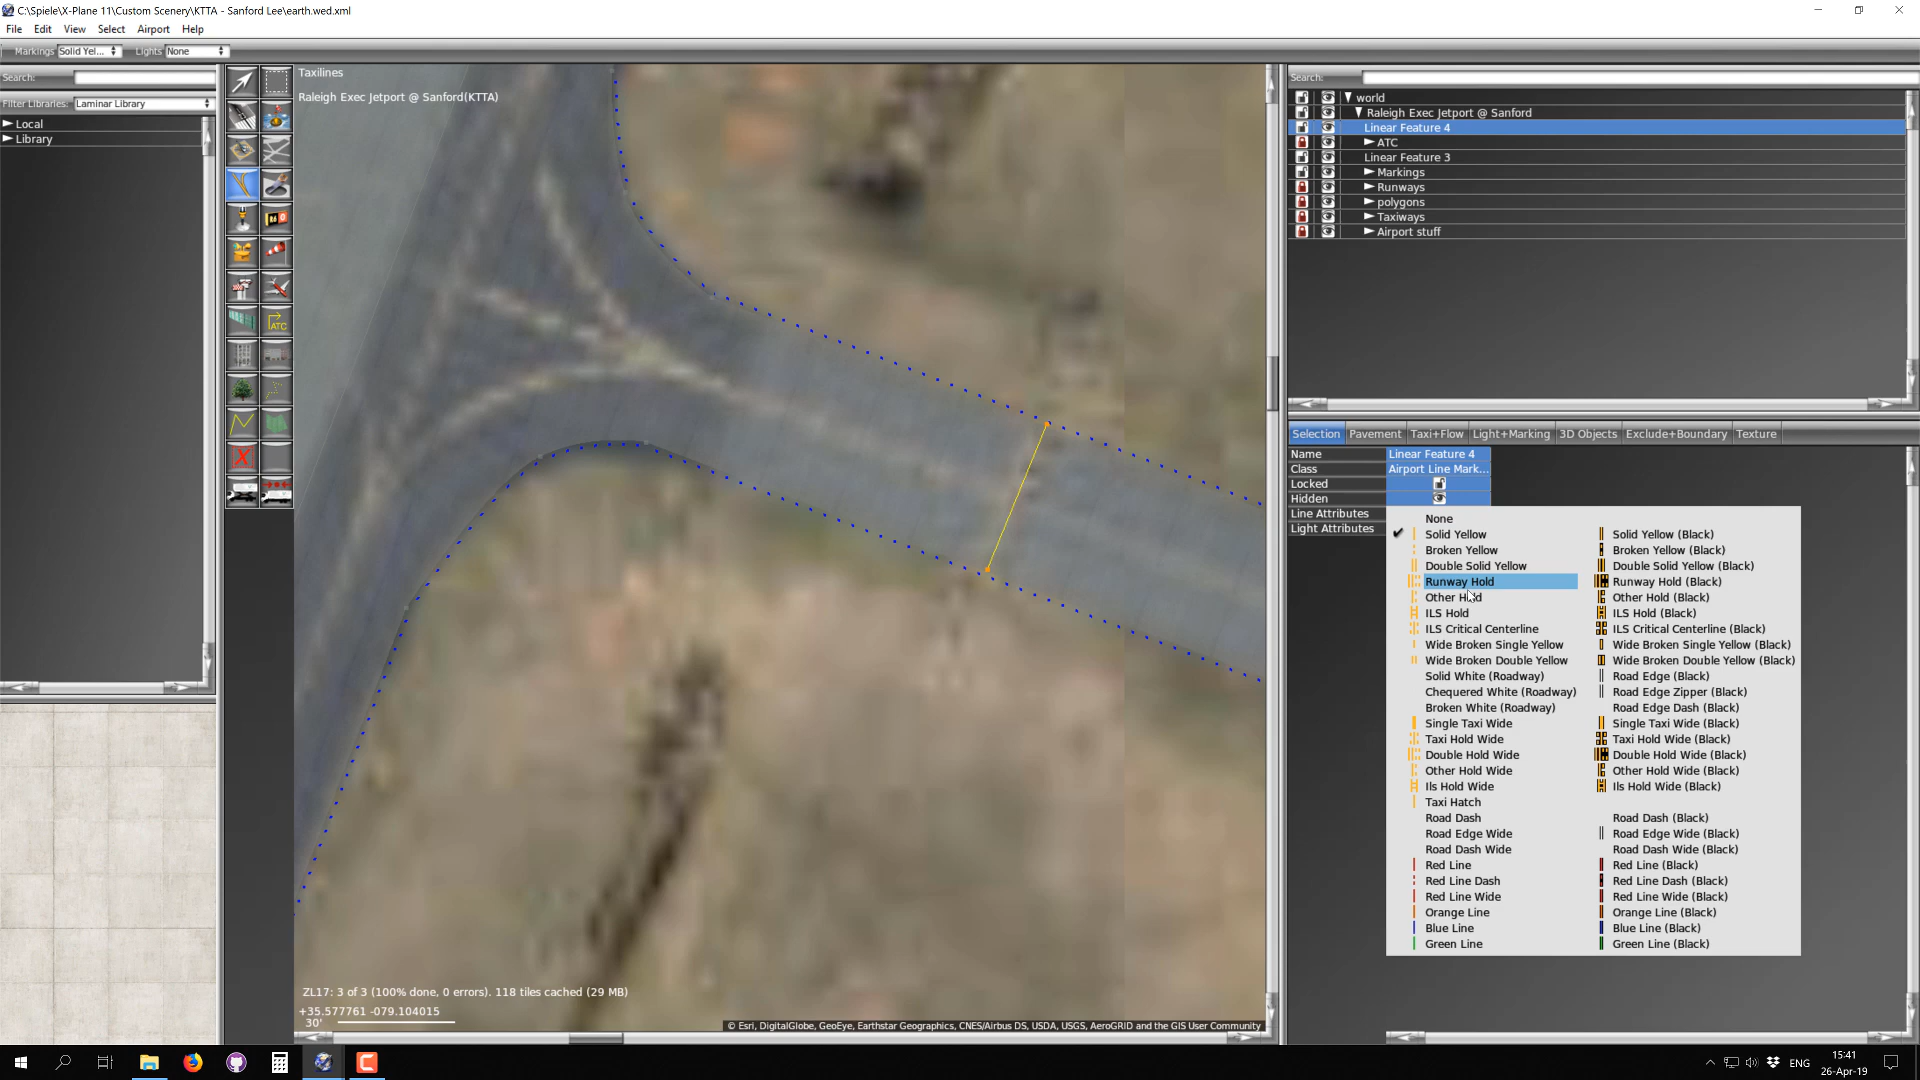 C:\Spiele\X-Plane 11\Custom Scenery\KTTA - Sanford Lee\earth.wed.xml
File Edit View Select Airport Help
Markings Solid Yel... Lights None
Search:
Filter Libraries: Laminar Library
Local
Library
Taxilines
Raleigh Exec Jetport @ Sanford(KTTA)
ATC
ZL17: 3 of 3 (100% done, 0 errors). 118 tiles cached (29 MB)
+35.577761 -079.104015
30'
© Esri, DigitalGlobe, GeoEye, Earthstar Geographics, CNES/Airbus DS, USDA, USGS, AeroGRID and the GIS User Community
Search:
world
Raleigh Exec Jetport @ Sanford
Linear Feature 4
ATC
Linear Feature 3
Markings
Runways
polygons
Taxiways
Airport stuff
Selection Pavement Taxi+Flow Light+Marking 3D Objects Exclude+Boundary Texture
Name Linear Feature 4
Class Airport Line Mark...
Locked
Hidden
Line Attributes
Light Attributes
None
Solid Yellow Solid Yellow (Black)
Broken Yellow Broken Yellow (Black)
Double Solid Yellow Double Solid Yellow (Black)
Runway Hold Runway Hold (Black)
Other Hold Other Hold (Black)
ILS Hold ILS Hold (Black)
ILS Critical Centerline ILS Critical Centerline (Black)
Wide Broken Single Yellow Wide Broken Single Yellow (Black)
Wide Broken Double Yellow Wide Broken Double Yellow (Black)
Solid White (Roadway) Road Edge (Black)
Chequered White (Roadway) Road Edge Zipper (Black)
Broken White (Roadway) Road Edge Dash (Black)
Single Taxi Wide Single Taxi Wide (Black)
Taxi Hold Wide Taxi Hold Wide (Black)
Double Hold Wide Double Hold Wide (Black)
Other Hold Wide Other Hold Wide (Black)
Ils Hold Wide Ils Hold Wide (Black)
Taxi Hatch
Road Dash Road Dash (Black)
Road Edge Wide Road Edge Wide (Black)
Road Dash Wide Road Dash Wide (Black)
Red Line Red Line (Black)
Red Line Dash Red Line Dash (Black)
Red Line Wide Red Line Wide (Black)
Orange Line Orange Line (Black)
Blue Line Blue Line (Black)
Green Line Green Line (Black)
ENG
15:41
26-Apr-19